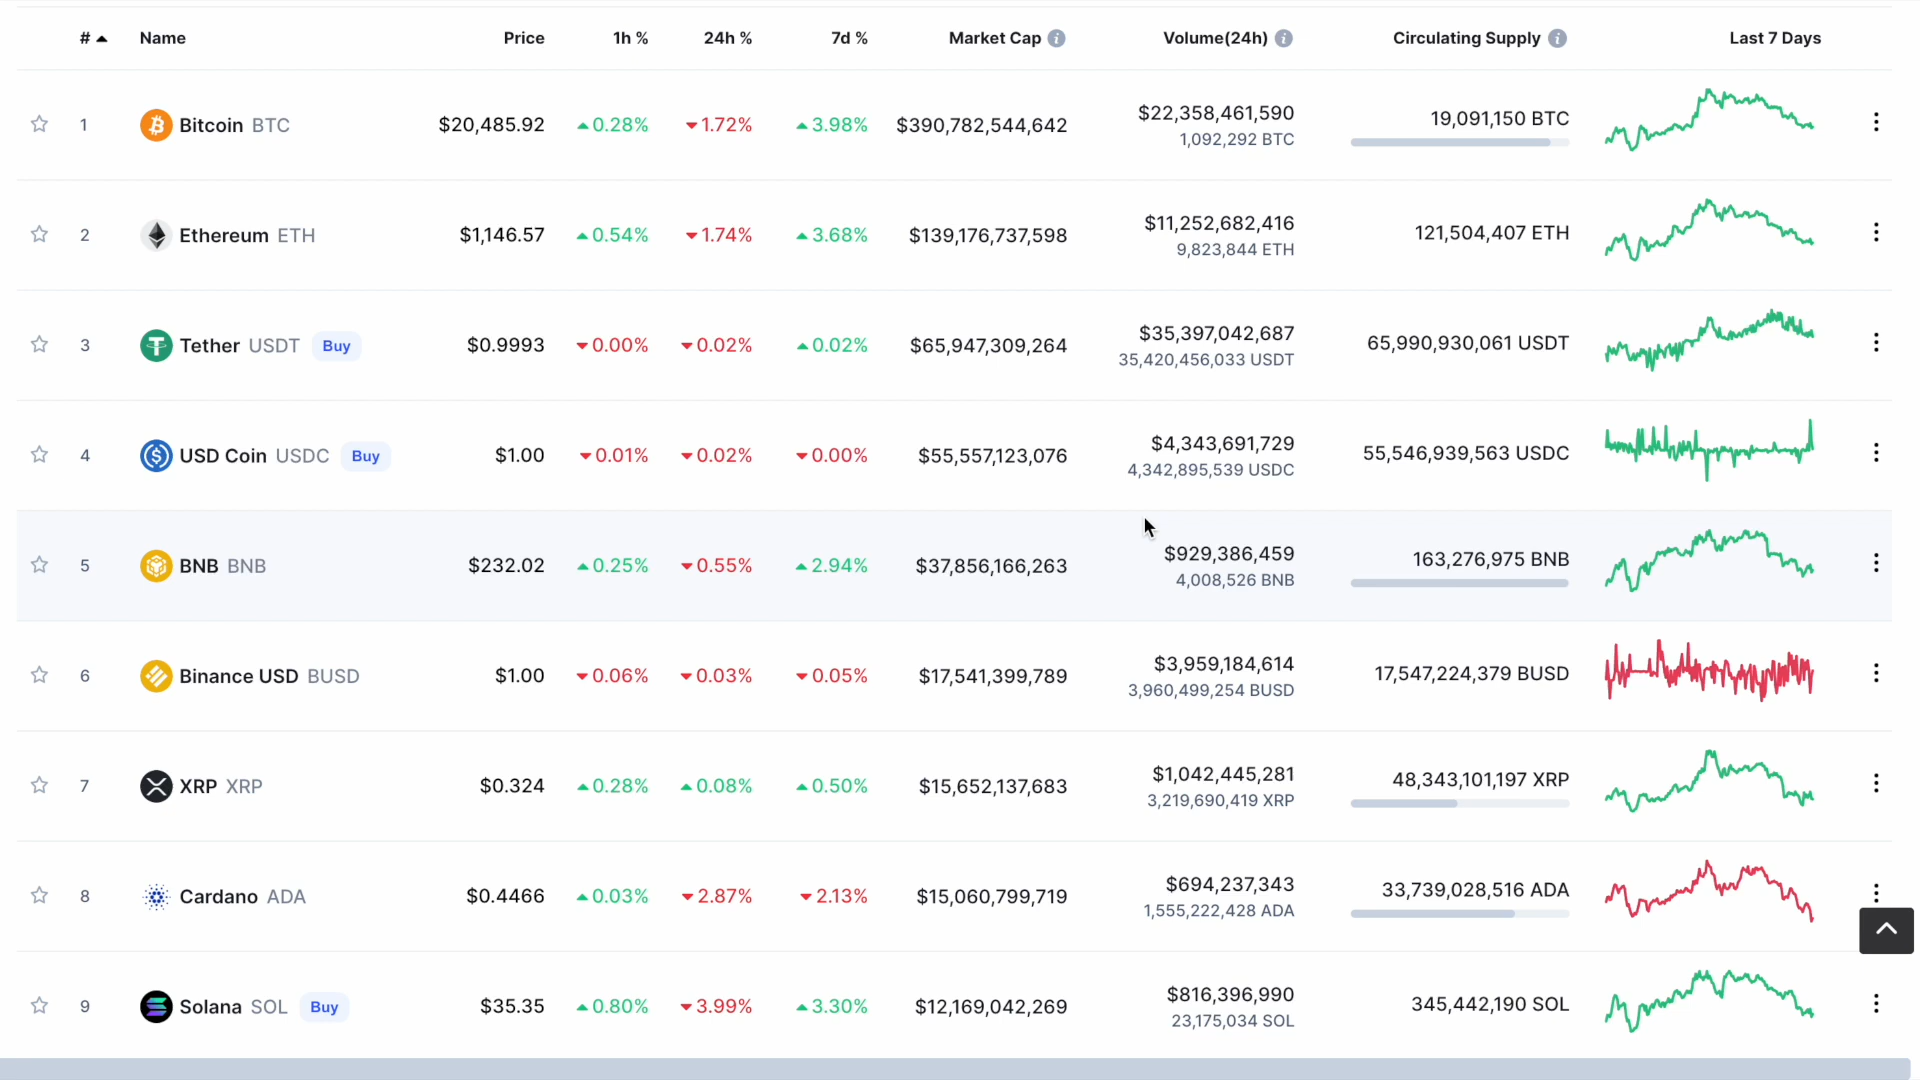 # Name Price 1h % 24h % 7d % Market Cap Volume(24h) Circulating Supply Last 7 Days
1 Bitcoin BTC $20,485.92 0.28% 1.72% 3.98% $390,782,544,642 $22,358,461,590 19,091,150 BTC
1,092,292 BTC
2 Ethereum ETH $1,146.57 0.54% 1.74% 3.68% $139,176,737,598 $11,252,682,416 121,504,407 ETH
9,823,844 ETH
3 Tether USDT Buy $0.9993 0.00% 0.02% 0.02% $65,947,309,264 $35,397,042,687 65,990,930,061 USDT
35,420,456,033 USDT
4 USD Coin USDC Buy $1.00 0.01% 0.02% 0.00% $55,557,123,076 $4,343,691,729 55,546,939,563 USDC
4,342,895,539 USDC
5 BNB BNB $232.02 0.25% 0.55% 2.94% $37,856,166,263 $929,386,459 163,276,975 BNB
4,008,526 BNB
6 Binance USD BUSD $1.00 0.06% 0.03% 0.05% $17,541,399,789 $3,959,184,614 17,547,224,379 BUSD
3,960,499,254 BUSD
7 XRP XRP $0.324 0.28% 0.08% 0.50% $15,652,137,683 $1,042,445,281 48,343,101,197 XRP
3,219,690,419 XRP
8 Cardano ADA $0.4466 0.03% 2.87% 2.13% $15,060,799,719 $694,237,343 33,739,028,516 ADA
1,555,222,428 ADA
9 Solana SOL Buy $35.35 0.80% 3.99% 3.30% $12,169,042,269 $816,396,990 345,442,190 SOL
23,175,034 SOL